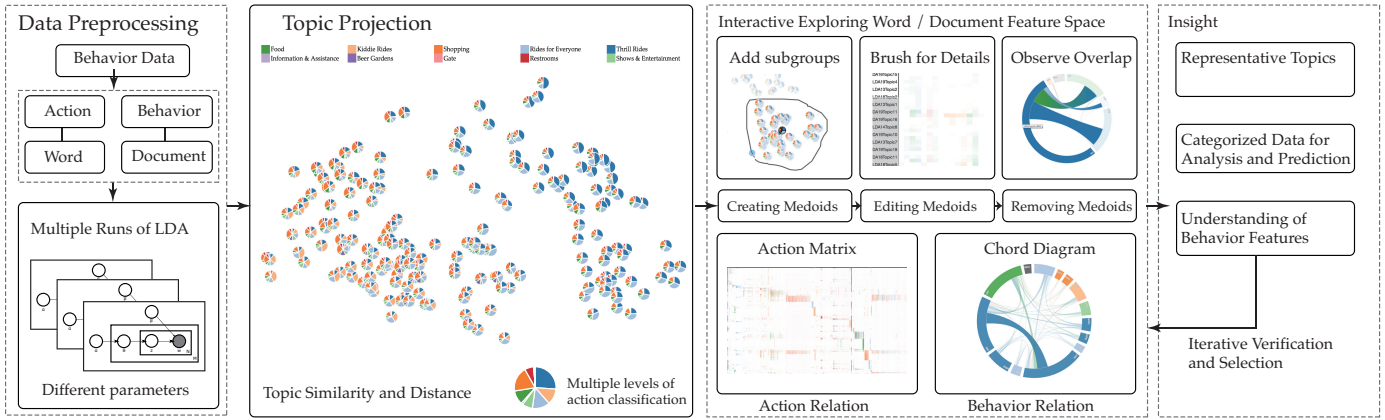 Data Preprocessing
Behavior Data
Action
Behavior
Word
Document
Multiple Runs of LDA
Different parameters
Topic Projection
Food
Kiddie Rides
Shopping
Rides for Everyone
Thrill Rides
Information & Assistance
Beer Gardens
Gate
Restrooms
Shows & Entertainment
Topic Similarity and Distance
Multiple levels of
action classification
Interactive Exploring Word / Document Feature Space
Add subgroups
Brush for Details
Observe Overlap
Creating Medoids
Editing Medoids
Removing Medoids
Action Matrix
Chord Diagram
Action Relation
Behavior Relation
Insight
Representative Topics
Categorized Data for
Analysis and Prediction
Understanding of
Behavior Features
Iterative Verification
and Selection